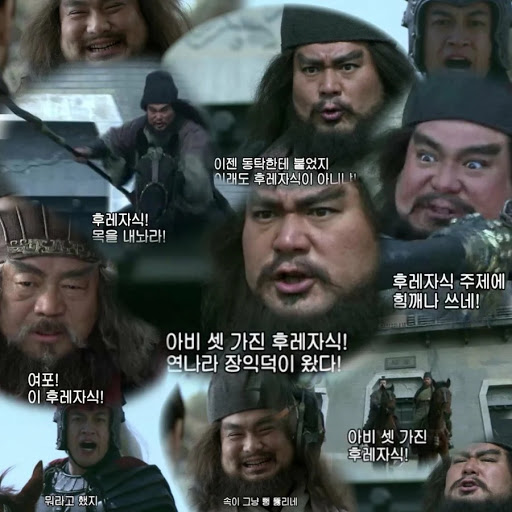 이젠 동탁한테 붙었지
이래도 후레자식이 아니냐!
후레자식!
목을 내놔라!
후레자식 주제에
힘깨나 쓰네!
아비 셋 가진 후레자식!
연나라 장익덕이 왔다!
여포!
이 후레자식!
아비 셋 가진
후레자식!
뭐라고 했지
속이 그냥 뻥 뚫리네